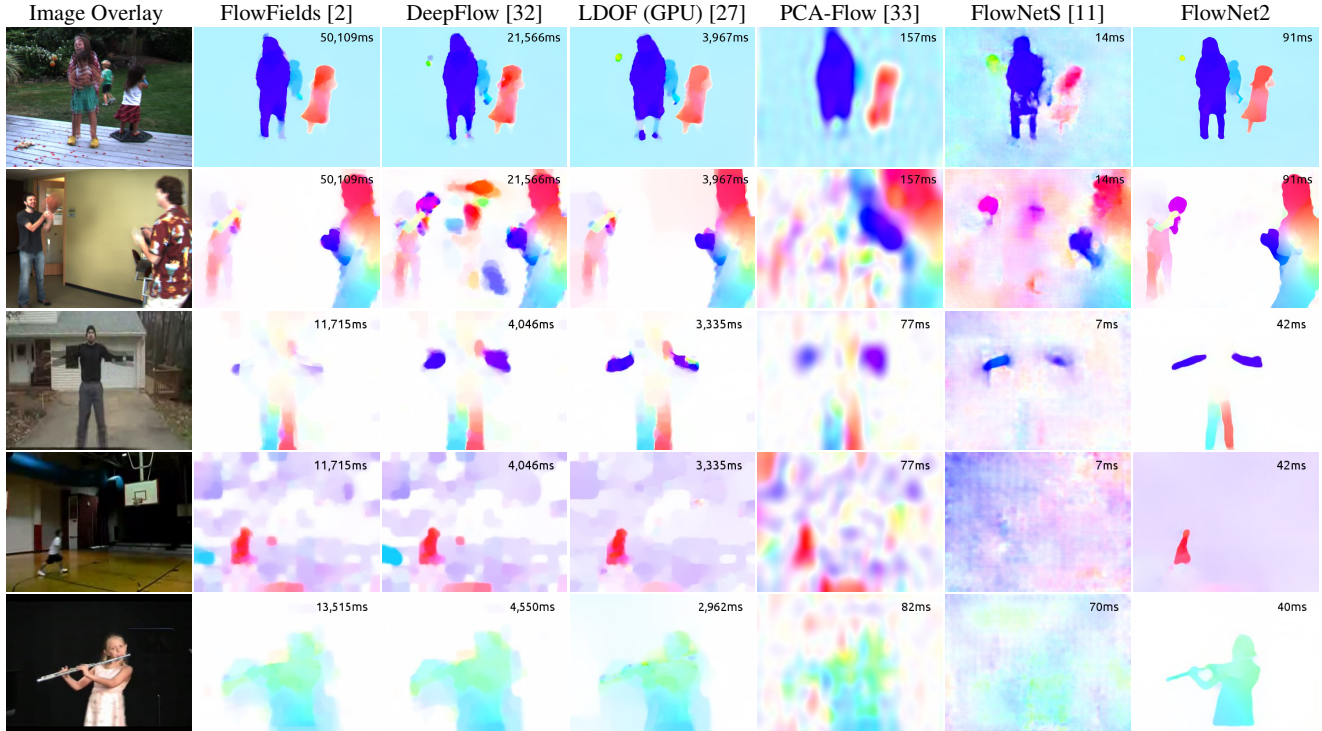 Image Overlay FlowFields [2] DeepFlow [32] LDOF (GPU) [27] PCA-Flow [33] FlowNetS [11] FlowNet2
50,109ms 21,566ms 3,967ms 157ms 14ms 91ms
50,109ms 21,566ms 3,967ms 157ms 14ms 91ms
11,715ms 4,046ms 3,335ms 77ms 7ms 42ms
11,715ms 4,046ms 3,335ms 77ms 7ms 42ms
13,515ms 4,550ms 2,962ms 82ms 70ms 40ms